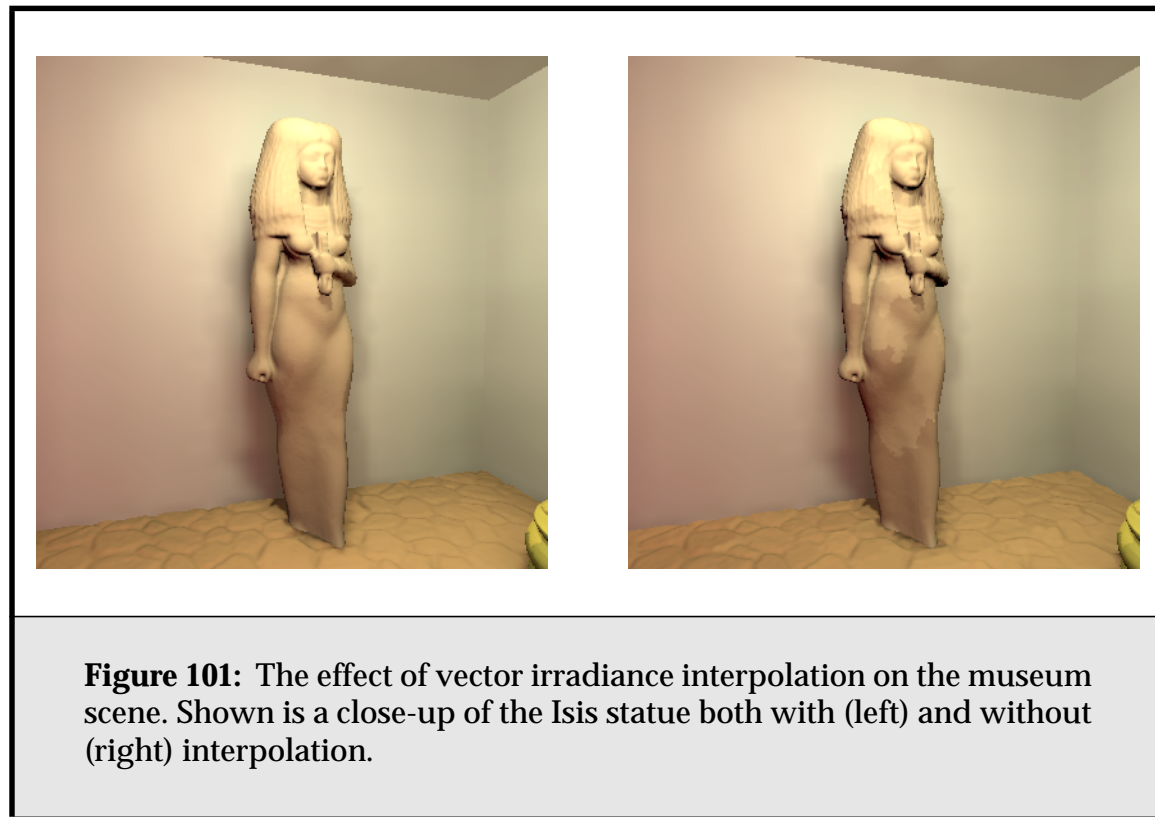 Figure 101: The effect of vector irradiance interpolation on the museum
scene. Shown is a close-up of the Isis statue both with (left) and without
(right) interpolation.